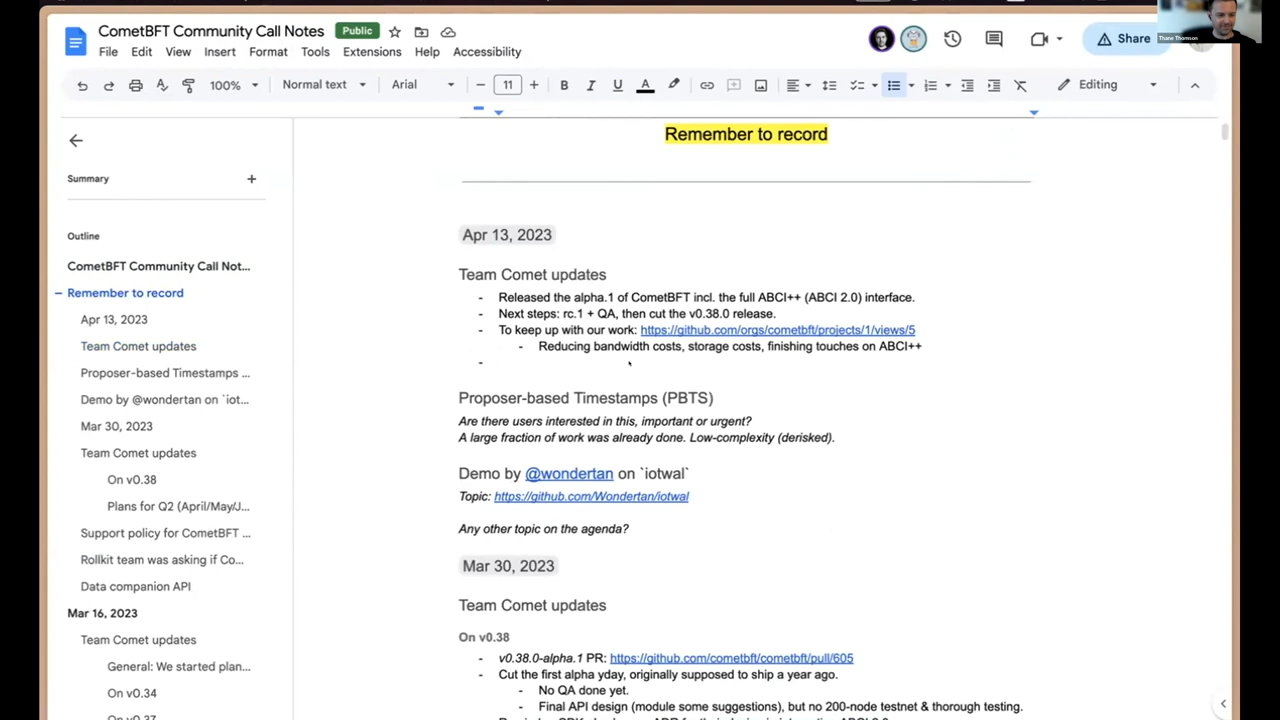 CometBFT Community Call Notes
Public
File Edit View Insert Format Tools Extensions Help Accessibility
Share
Thane Thomson
100% Normal text Arial 11 Editing
Summary
Outline
CometBFT Community Call Not...
Remember to record
Apr 13, 2023
Team Comet updates
Proposer-based Timestamps ...
Demo by @wondertan on `iot...
Mar 30, 2023
Team Comet updates
On v0.38
Plans for Q2 (April/May/J...
Support policy for CometBFT ...
Rollkit team was asking if Co...
Data companion API
Mar 16, 2023
Team Comet updates
General: We started plan...
On v0.34
On v0.37
Remember to record
Apr 13, 2023
Team Comet updates
- Released the alpha.1 of CometBFT incl. the full ABCI++ (ABCI 2.0) interface.
- Next steps: rc.1 + QA, then cut the v0.38.0 release.
- To keep up with our work: https://github.com/orgs/cometbft/projects/1/views/5
- Reducing bandwidth costs, storage costs, finishing touches on ABCI++
-
Proposer-based Timestamps (PBTS)
Are there users interested in this, important or urgent?
A large fraction of work was already done. Low-complexity (derisked).
Demo by @wondertan on `iotwal`
Topic: https://github.com/Wondertan/iotwal
Any other topic on the agenda?
Mar 30, 2023
Team Comet updates
On v0.38
- v0.38.0-alpha.1 PR: https://github.com/cometbft/cometbft/pull/605
- Cut the first alpha yday, originally supposed to ship a year ago.
- No QA done yet.
- Final API design (module some suggestions), but no 200-node testnet & thorough testing.